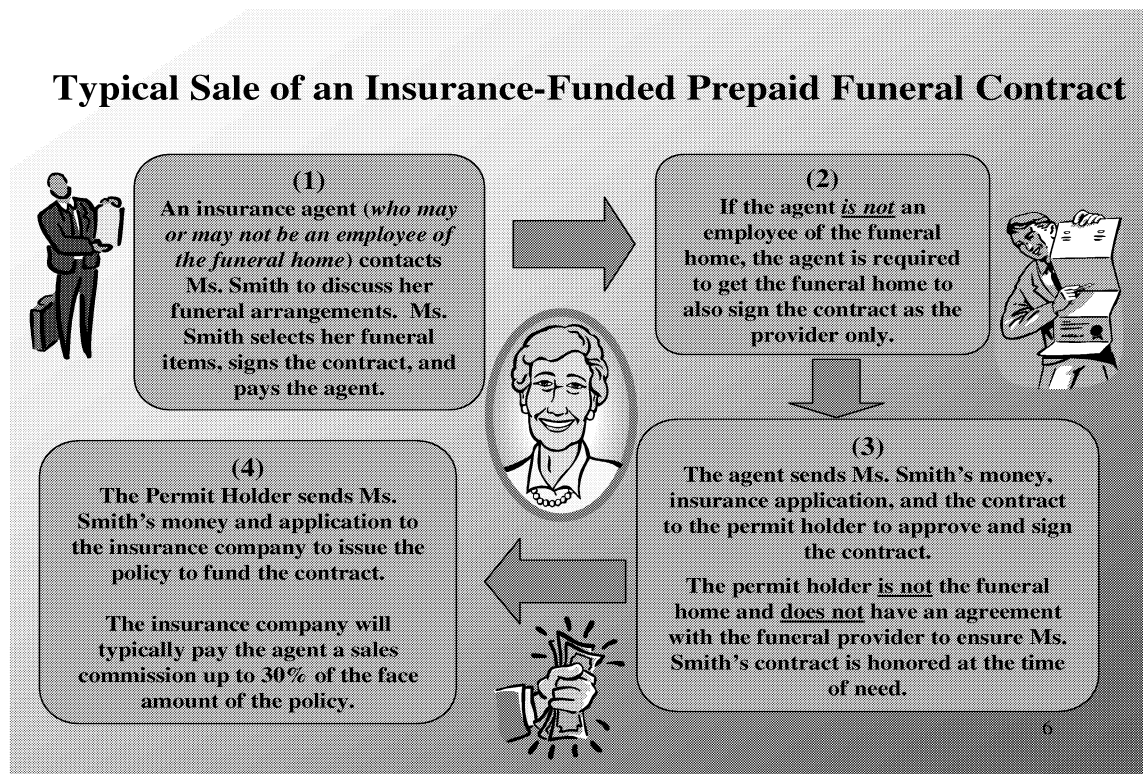 Typical Sale of an Insurance-Funded Prepaid Funeral Contract
(1)
An insurance agent (who may
or may not be an employee of
the funeral home) contacts
Ms. Smith to discuss her
funeral arrangements.  Ms.
Smith selects her funeral
items, signs the contract, and
pays the agent.
(2)
If the agent is not an
employee of the funeral
home, the agent is required
to get the funeral home to
also sign the contract as the
provider only.
(3)
The agent sends Ms. Smith's money,
insurance application, and the contract
to the permit holder to approve and sign
the contract.
The permit holder is not the funeral
home and does not have an agreement
with the funeral provider to ensure Ms.
Smith's contract is honored at the time
of need.
(4)
The Permit Holder sends Ms.
Smith's money and application to
the insurance company to issue the
policy to fund the contract.
The insurance company will
typically pay the agent a sales
commission up to 30% of the face
amount of the policy.
6